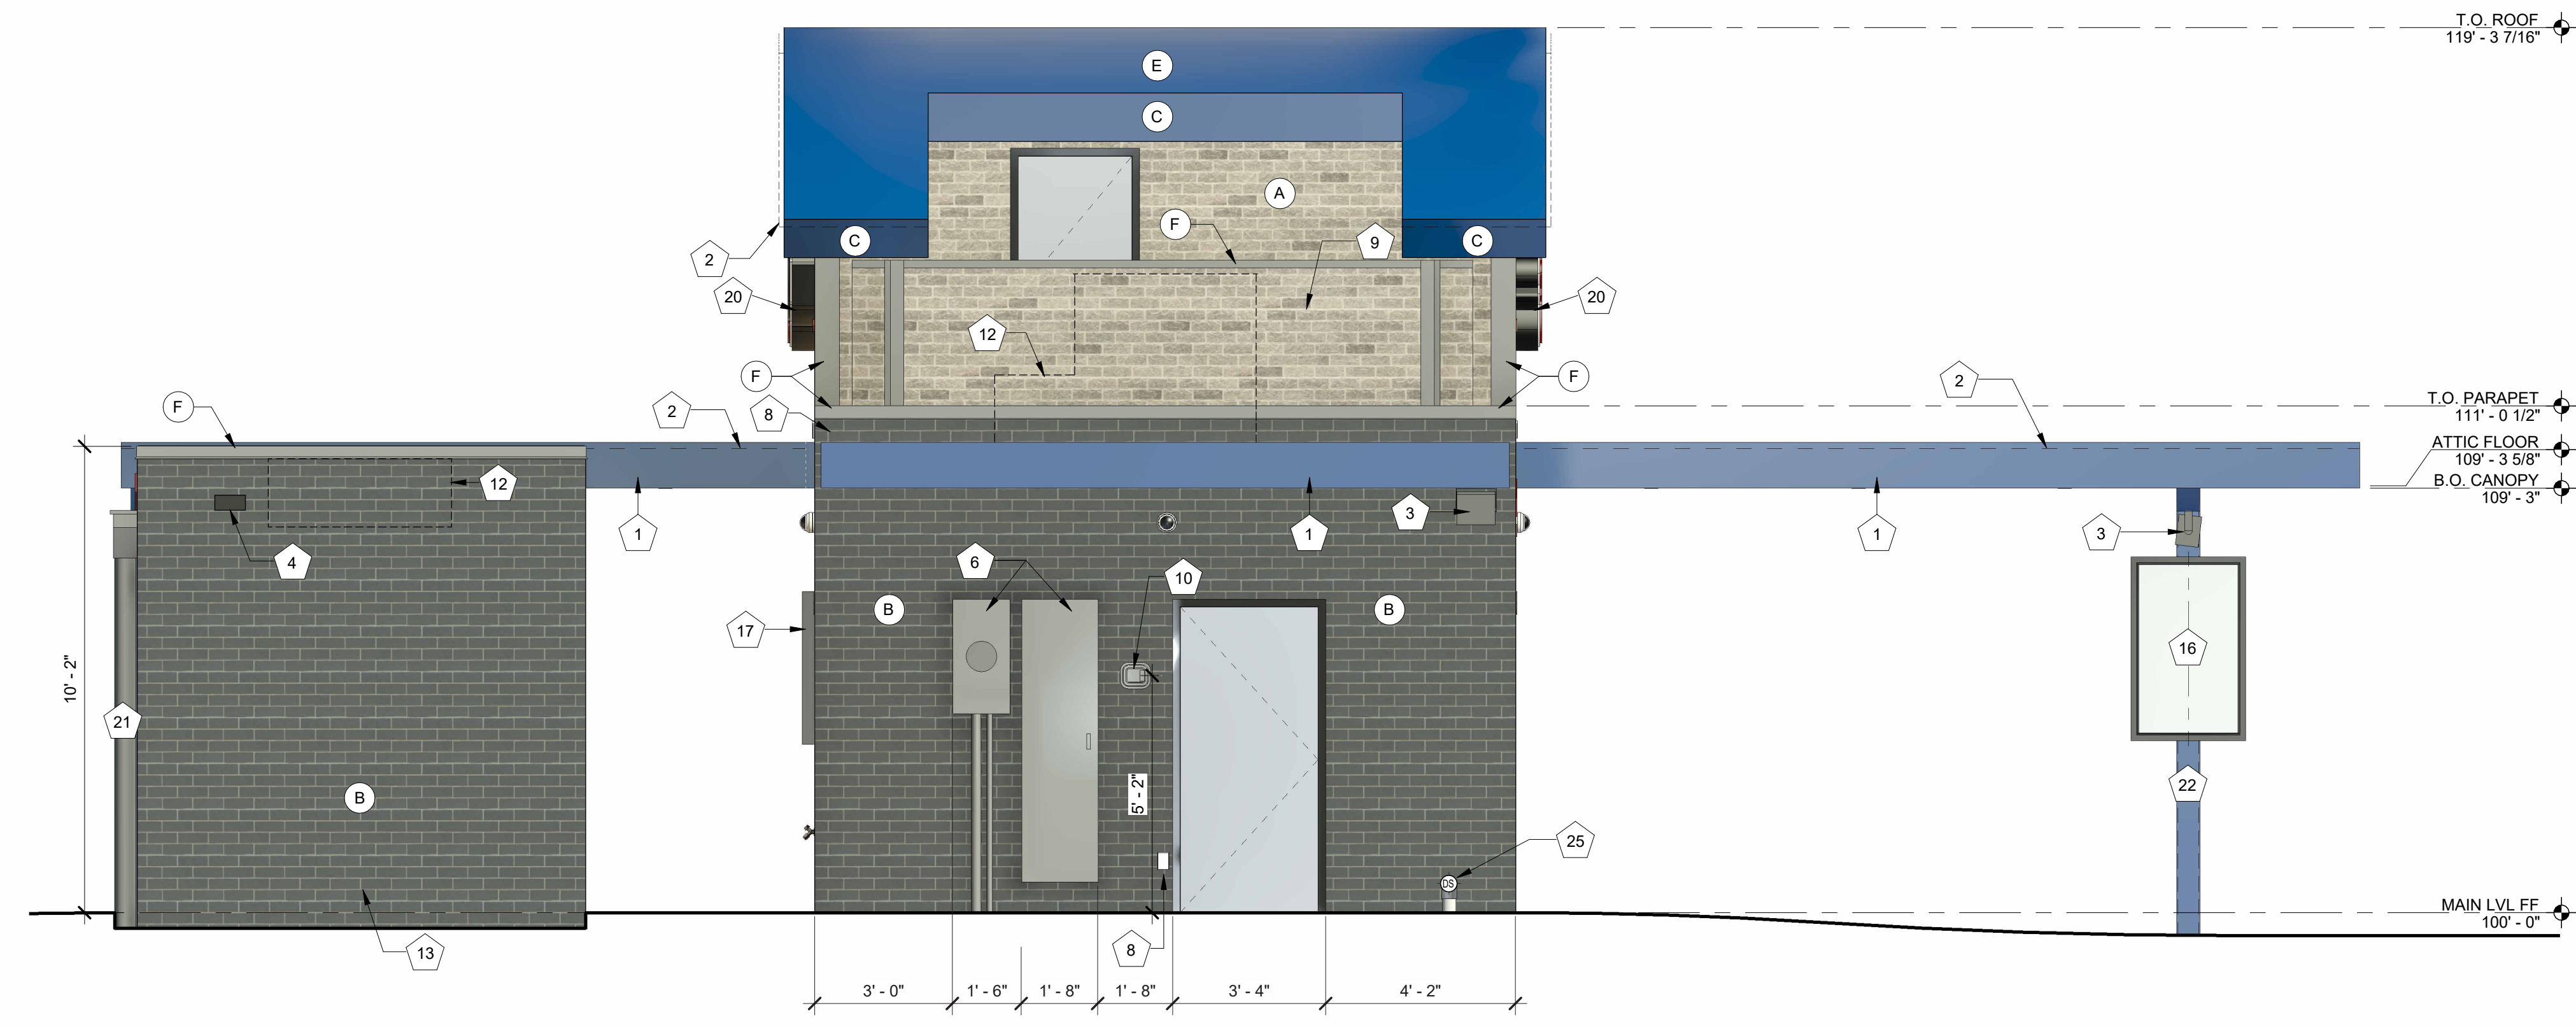 T.O. ROOF
119' - 3 7/16"
E
C
A
F
9
C
C
2
20
20
12
F
F
2
T.O. PARAPET
111' - 0 1/2"
F
2
8
ATTIC FLOOR
109' - 3 5/8"
B.O. CANOPY
109' - 3"
12
1
3
1
1
3
4
6
10
B
B
17
16
10' - 2"
21
B
5' - 2"
22
25
DS
MAIN LVL FF
100' - 0"
13
8
3' - 0"
1' - 6"
1' - 8"
1' - 8"
3' - 4"
4' - 2"